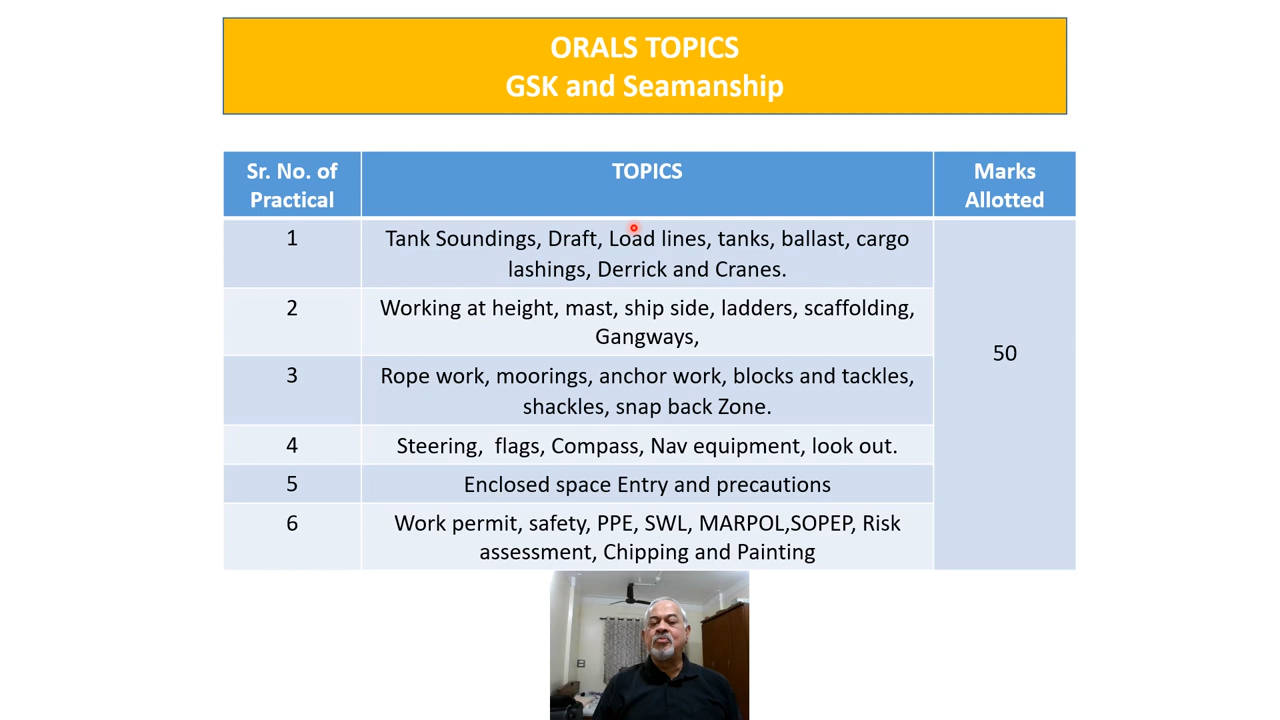 ORALS TOPICS
GSK and Seamanship
Sr. No. of
Practical
TOPICS
Marks
Allotted
1
Tank Soundings, Draft, Load lines, tanks, ballast, cargo
lashings, Derrick and Cranes.
2
Working at height, mast, ship side, ladders, scaffolding,
Gangways,
3
Rope work, moorings, anchor work, blocks and tackles,
shackles, snap back Zone.
4
Steering,  flags, Compass, Nav equipment, look out.
5
Enclosed space Entry and precautions
6
Work permit, safety, PPE, SWL, MARPOL,SOPEP, Risk
assessment, Chipping and Painting
50